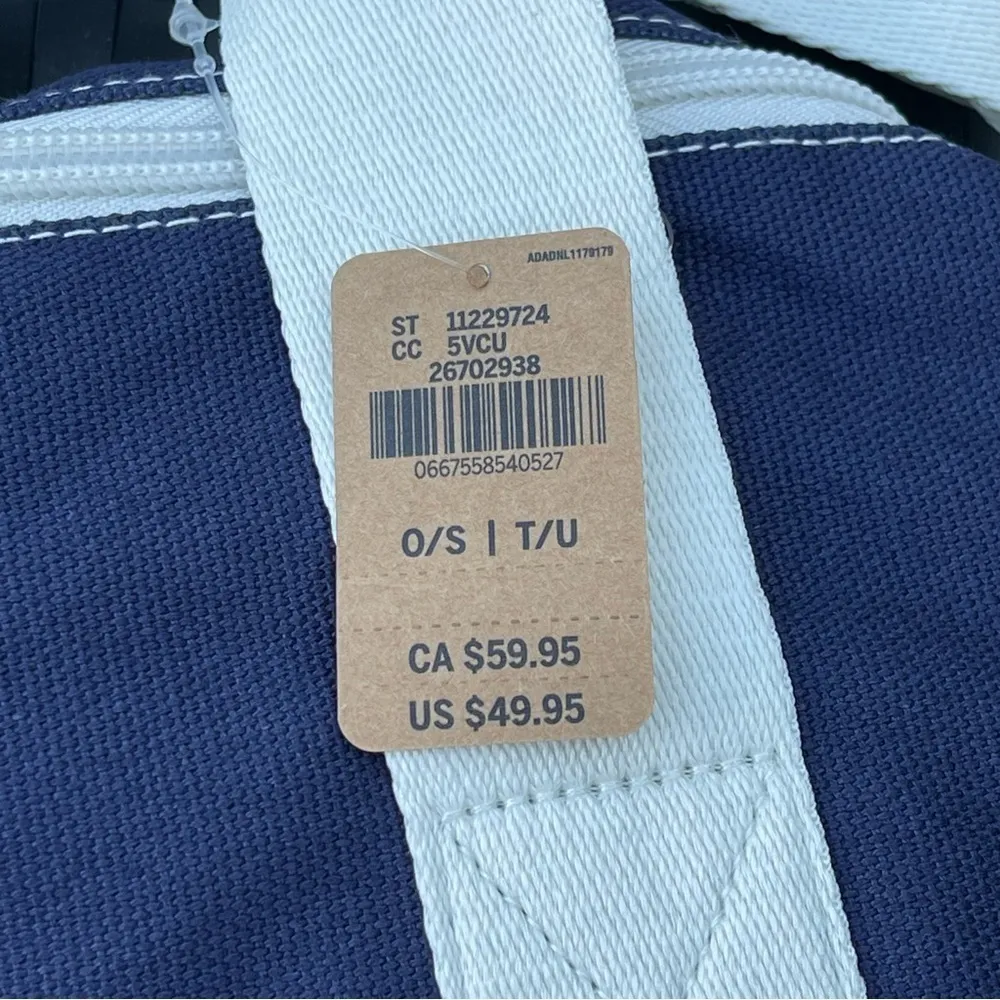 ADADNL1179179
ST 11229724
CC 5VCU
26702938
0667558540527
O/S | T/U
CA $59.95
US $49.95